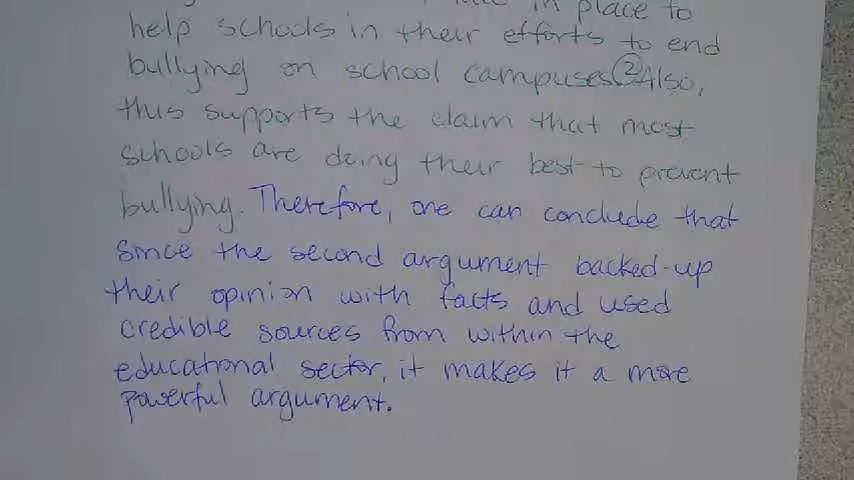 in place to
help schools in their efforts to end
bullying on school campuses. ② Also,
this supports the claim that most
schools are doing their best to prevent
bullying. Therefore, one can conclude that
since the second argument backed-up
their opinion with facts and used
credible sources from within the
educational sector, it makes it a more
powerful argument.